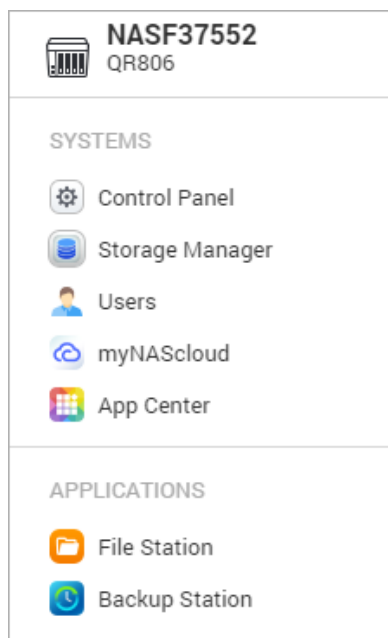 NASF37552
QR806
SYSTEMS
Control Panel
Storage Manager
Users
myNAScloud
App Center
APPLICATIONS
File Station
Backup Station